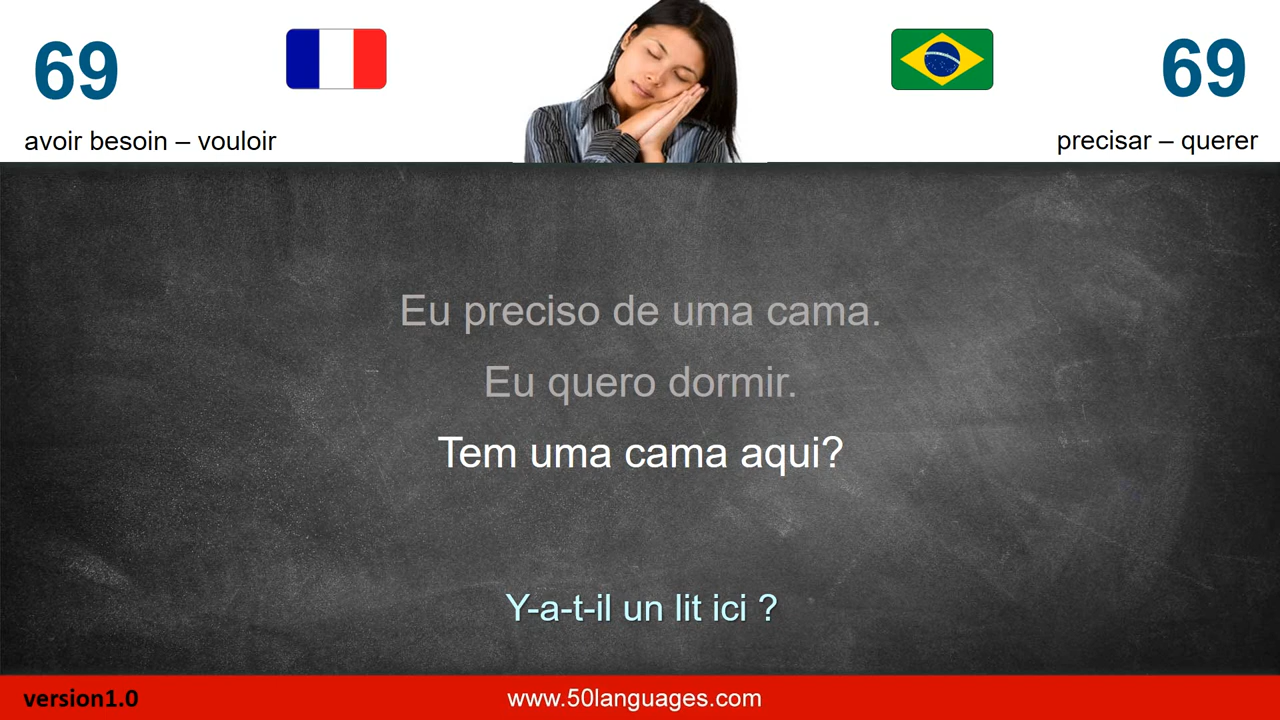 69
69
avoir besoin – vouloir
precisar – querer
Eu preciso de uma cama.
Eu quero dormir.
Tem uma cama aqui?
Y-a-t-il un lit ici ?
version1.0
www.50languages.com